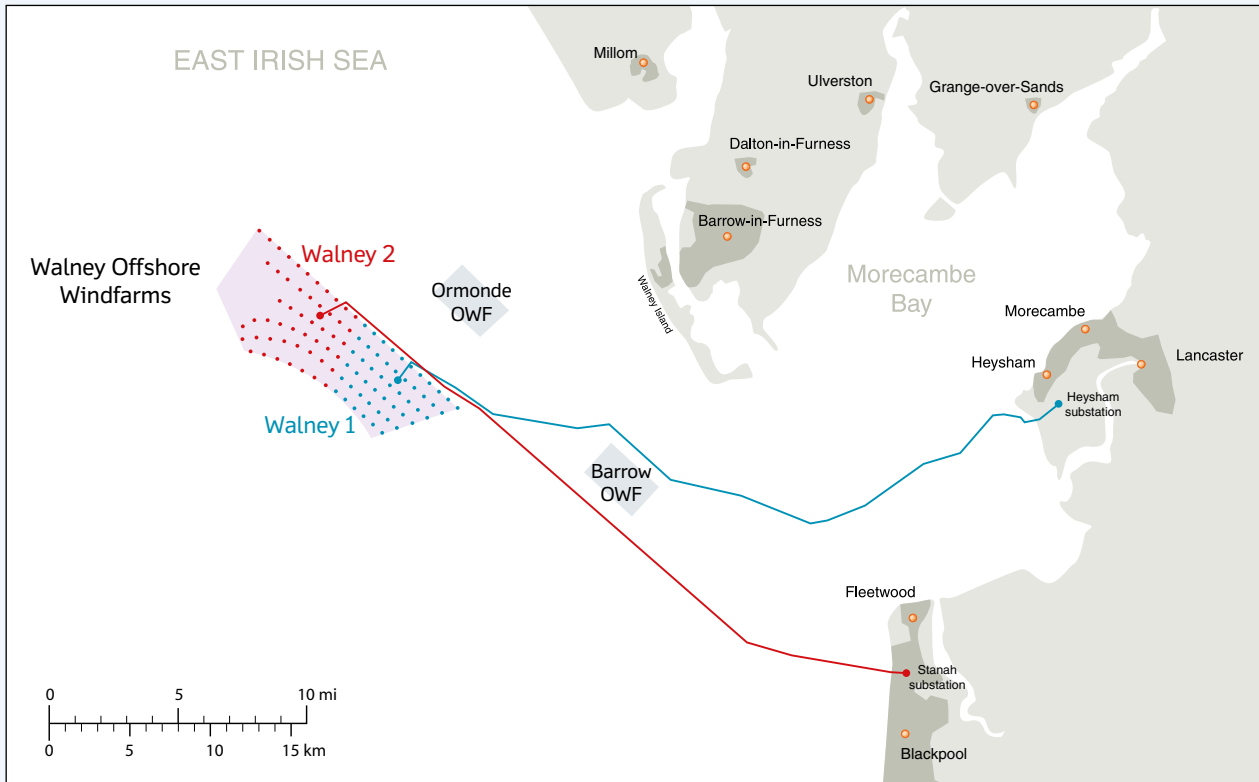 EAST IRISH SEA
Millom
Ulverston
Grange-over-Sands
Dalton-in-Furness
Barrow-in-Furness
Walney Island
Walney 2
Walney Offshore
Windfarms
Ormonde
OWF
Morecambe
Bay
Morecambe
Heysham
Lancaster
Heysham
substation
Walney 1
Barrow
OWF
Fleetwood
Stanah
substation
Blackpool
0 5 10 mi
0 5 10 15 km